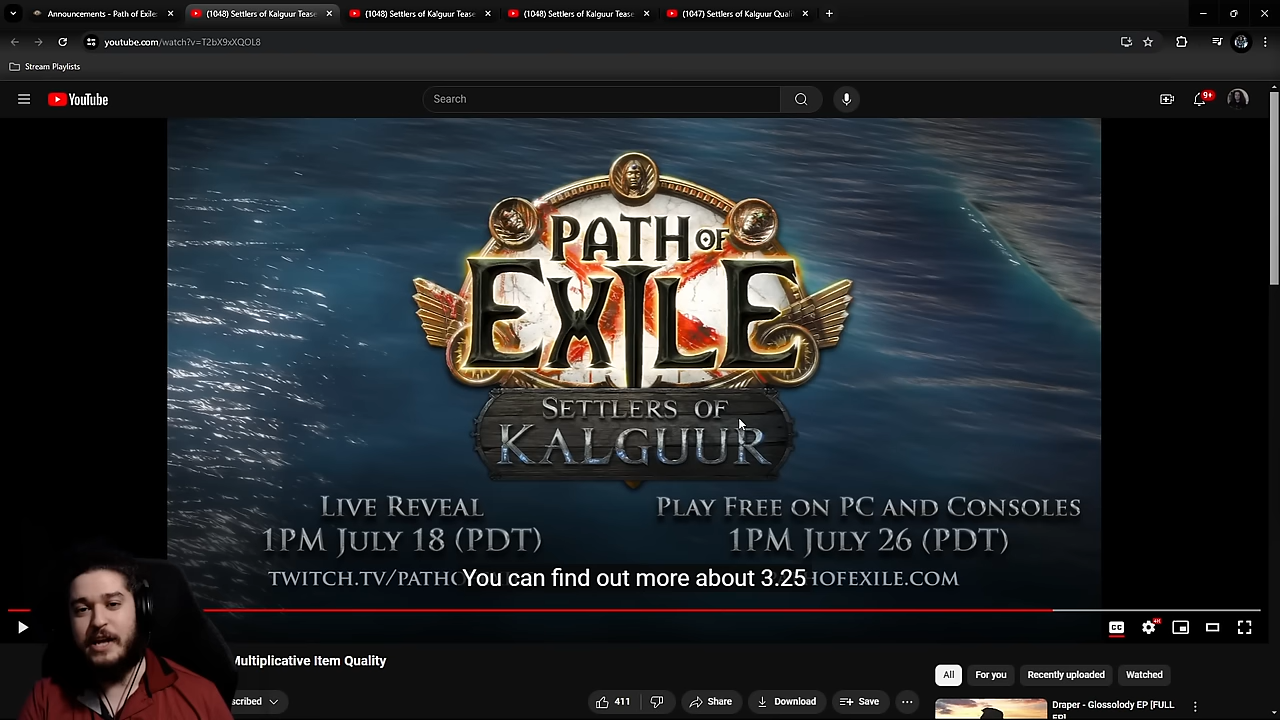 Announcements - Path of Exile:
(1048) Settlers of Kalguur Tease
(1048) Settlers of Kalguur Tease
(1048) Settlers of Kalguur Tease
(1047) Settlers of Kalguur Qual
youtube.com/watch?v=T2bX9xXQOL8
Stream Playlists
YouTube
Search
9+
PATH OF
EXILE
SETTLERS OF
KALGUUR
LIVE REVEAL
1PM JULY 18 (PDT)
PLAY FREE ON PC AND CONSOLES
1PM JULY 26 (PDT)
TWITCH.TV/PATHO
HOFEXILE.COM
You can find out more about 3.25
CC
Multiplicative Item Quality
scribed
411
Share
Download
Save
All
For you
Recently uploaded
Watched
Draper - Glossolody EP [FULL